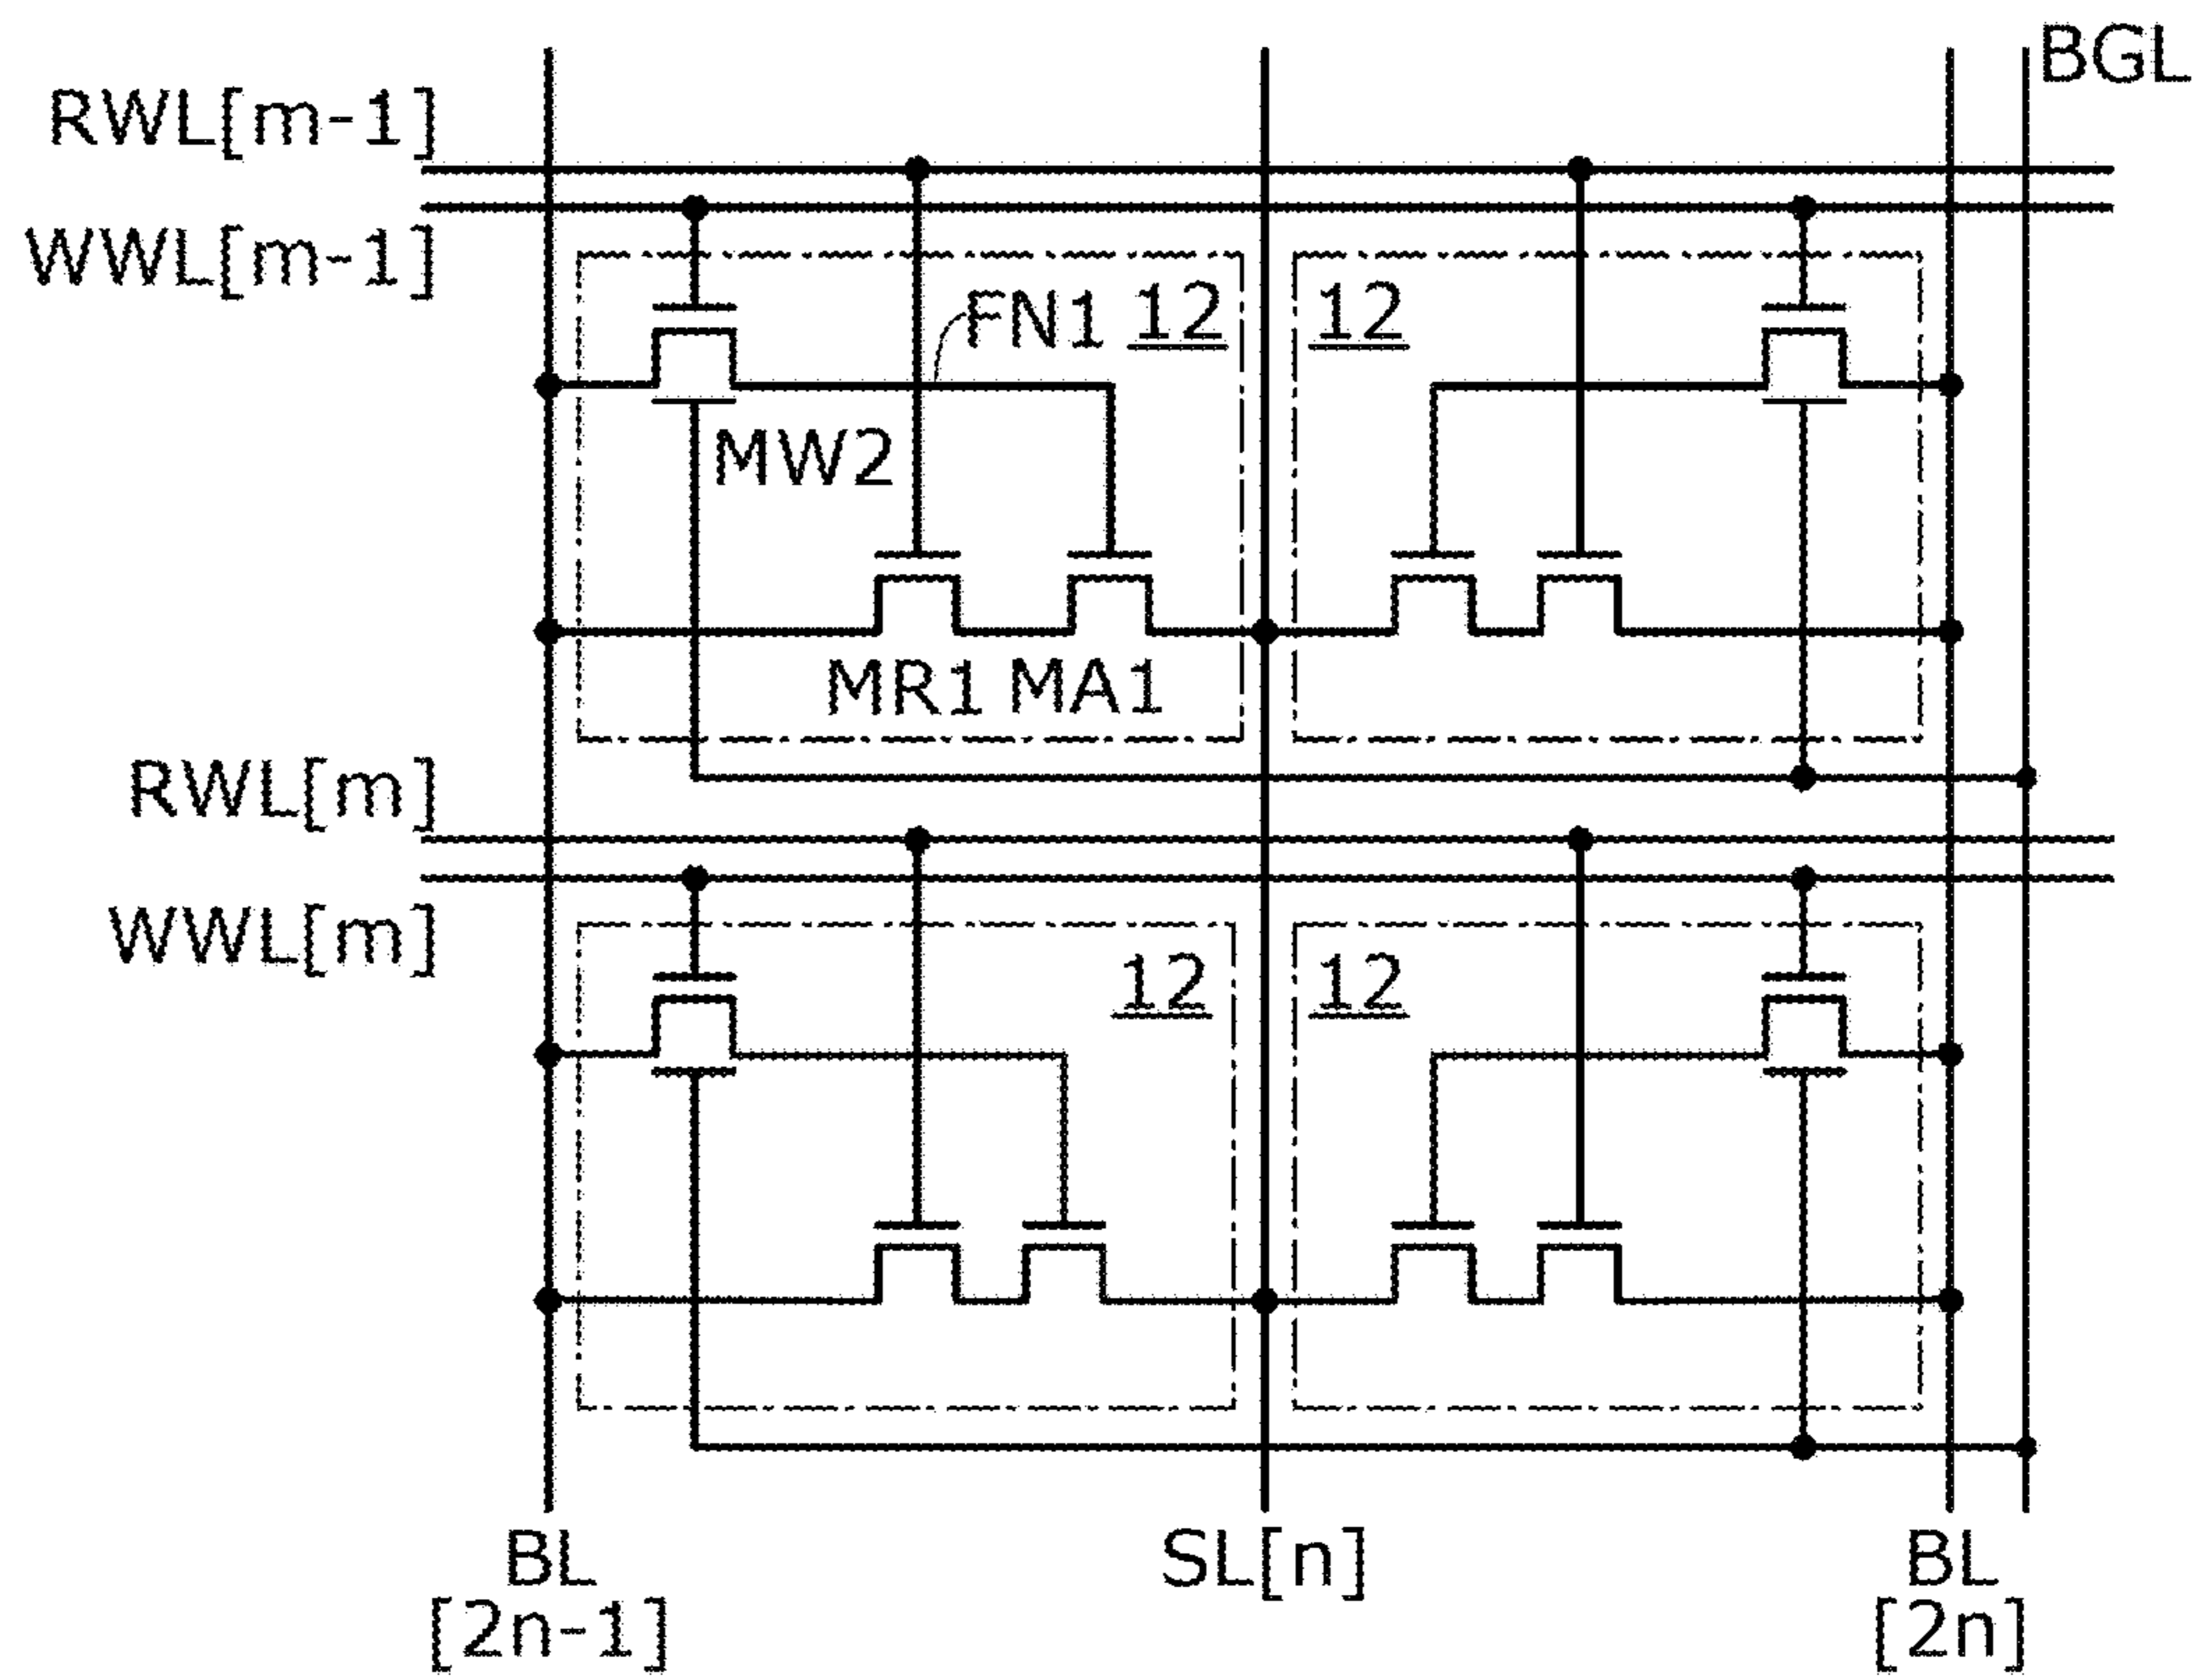 BGL
RWL[m-1]
WWL[m-1]
FN1 12 12
MW2
MR1 MA1
RWL[m]
WWL[m]
12 12
BL [2n-1]
SL[n]
BL [2n]